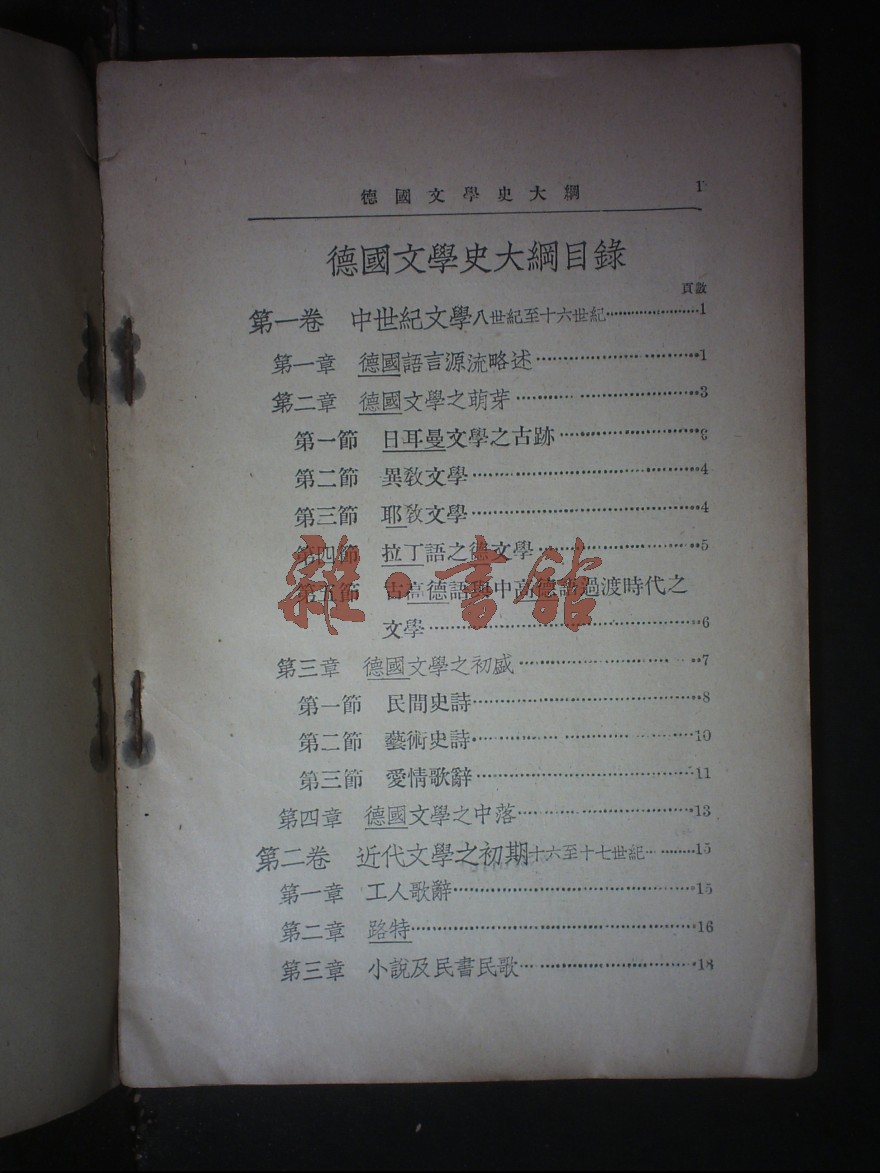 德國文學史大綱 1
德國文學史大綱目錄
頁數
第一卷 中世紀文學八世紀至十六世紀……………………1
第一章 德國語言源流略述……………………1
第二章 德國文學之萌芽……………………3
第一節 日耳曼文學之古跡……………………
第二節 異教文學……………………4
第三節 耶教文學……………………4
第四節 拉丁語之德文學……………………5
第五節 古高德語與中高德語過渡時代之
文學……………………6
第三章 德國文學之初盛……………………7
第一節 民間史詩……………………8
第二節 藝術史詩……………………10
第三節 愛情歌辭……………………11
第四章 德國文學之中落……………………13
第二卷 近代文學之初期十六至十七世紀……………………15
第一章 工人歌辭……………………15
第二章 路特……………………16
第三章 小說及民書民歌……………………18
雜·書館